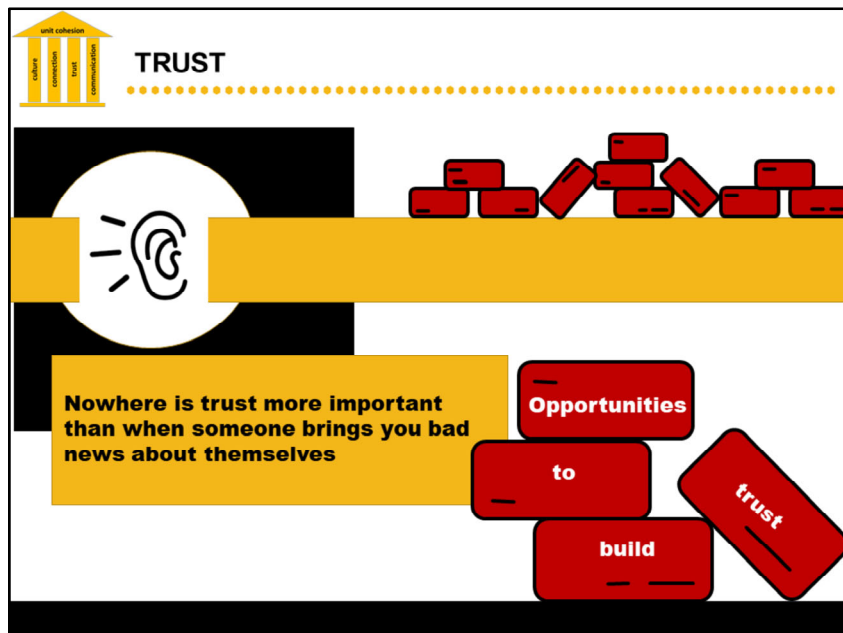 unit cohesion
culture
connection
trust
communication
TRUST
Nowhere is trust more important
than when someone brings you bad
news about themselves
Opportunities
to
build
trust